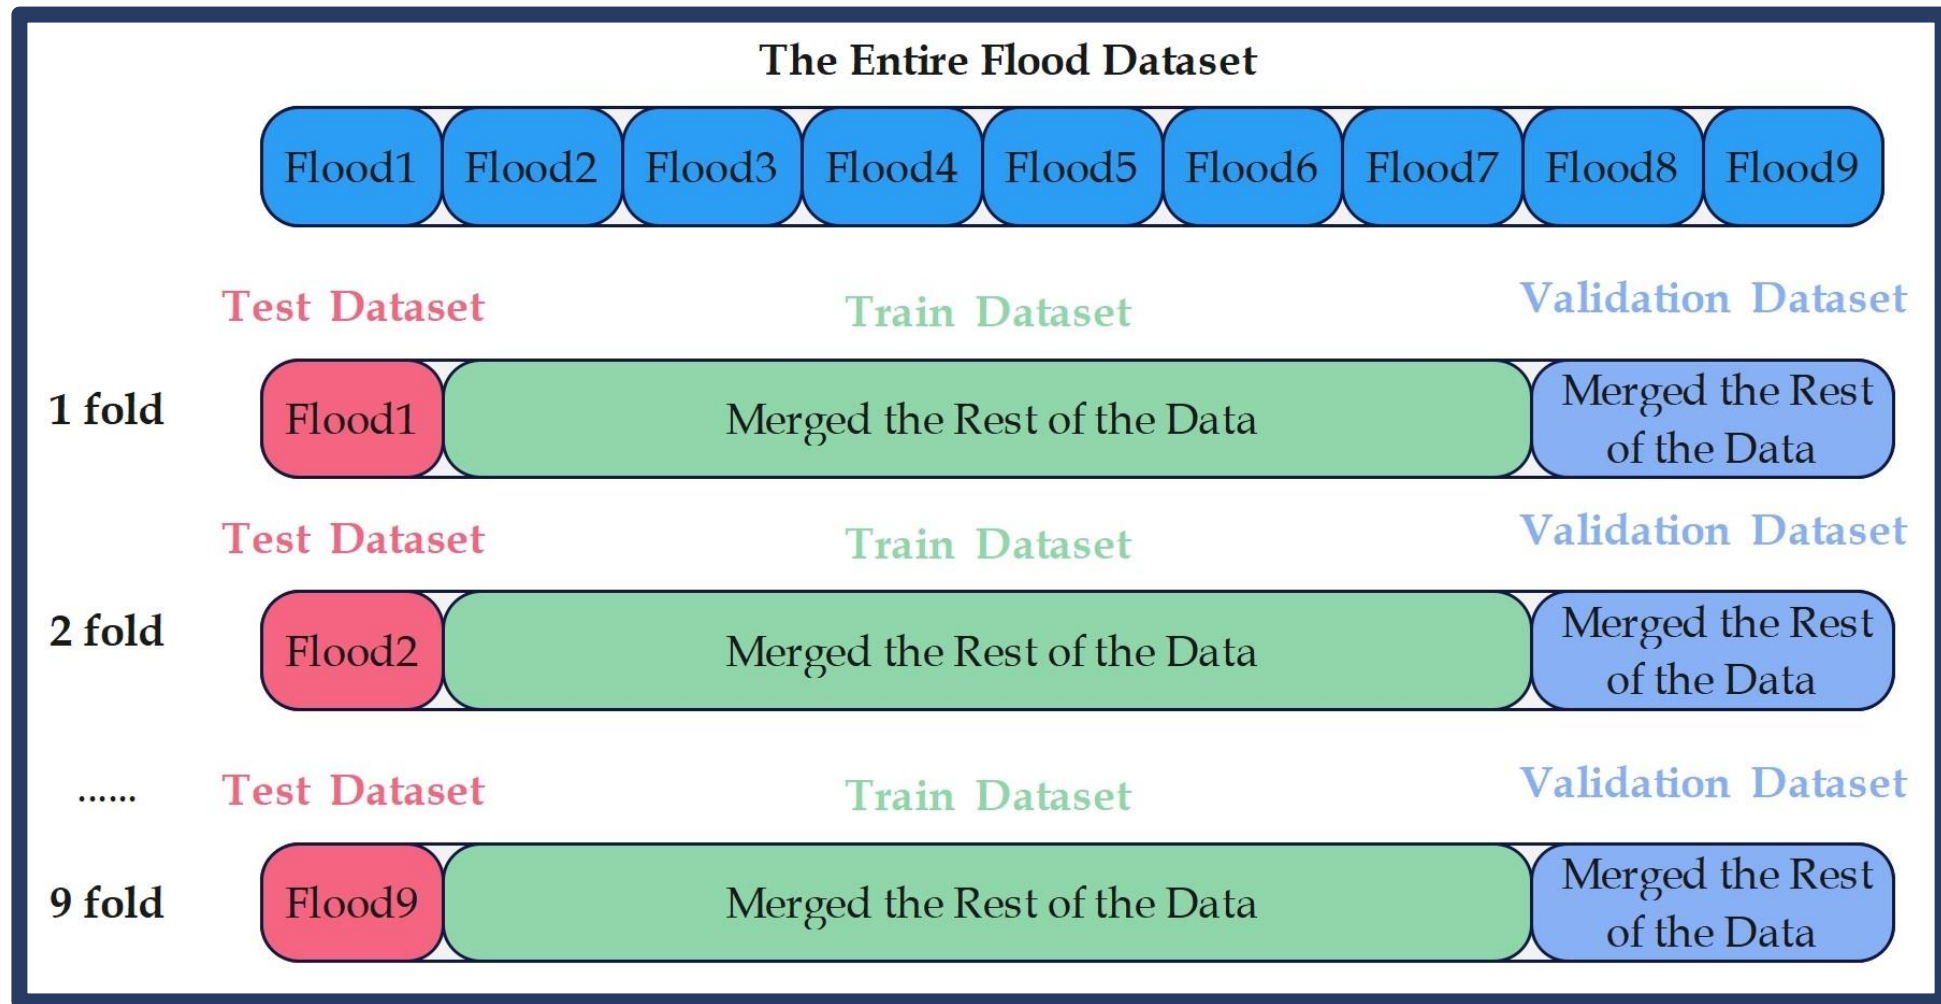 The Entire Flood Dataset
Flood1 Flood2 Flood3 Flood4 Flood5 Flood6 Flood7 Flood8 Flood9
Test Dataset Train Dataset Validation Dataset
1 fold Flood1 Merged the Rest of the Data Merged the Rest
of the Data
Test Dataset Train Dataset Validation Dataset
2 fold Flood2 Merged the Rest of the Data Merged the Rest
of the Data
...... Test Dataset Train Dataset Validation Dataset
9 fold Flood9 Merged the Rest of the Data Merged the Rest
of the Data